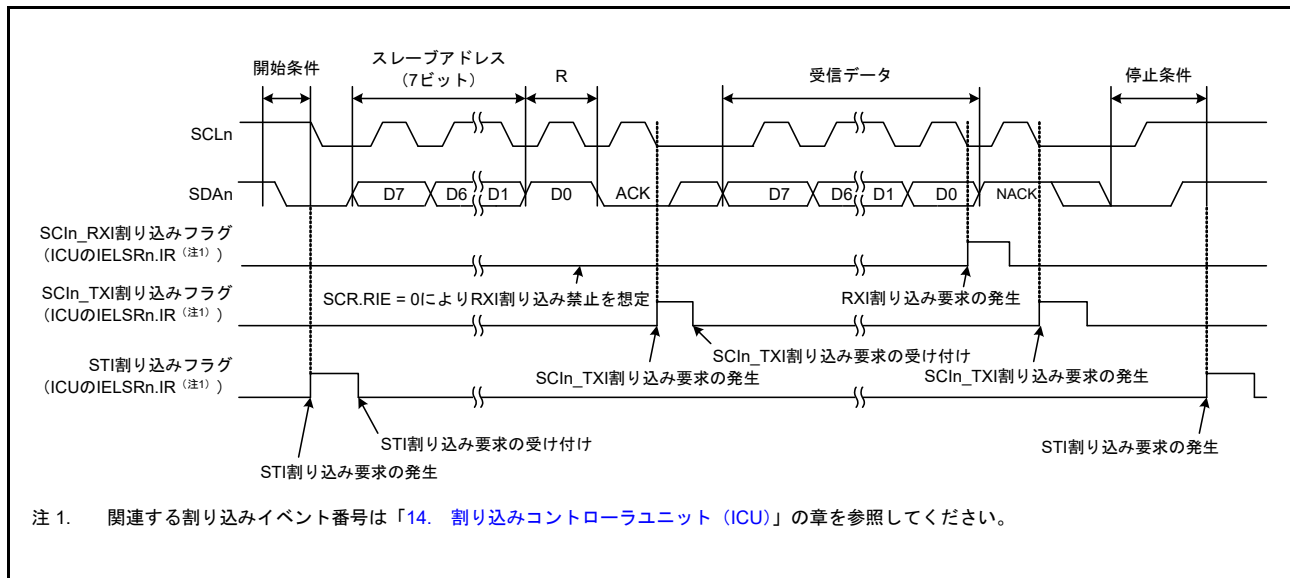 開始条件
スレーブアドレス
（7ビット）
R
受信データ
停止条件
SCLn
SDAn
D7
D6
D1
D0
ACK
D7
D6
D1
D0
NACK
SCIn_RXI割り込みフラグ
（ICUのIELSRn.IR（注1））
SCR.RIE = 0によりRXI割り込み禁止を想定
RXI割り込み要求の発生
SCIn_TXI割り込みフラグ
（ICUのIELSRn.IR（注1））
SCIn_TXI割り込み要求の受け付け
SCIn_TXI割り込み要求の発生
SCIn_TXI割り込み要求の発生
STI割り込みフラグ
（ICUのIELSRn.IR（注1））
STI割り込み要求の受け付け
STI割り込み要求の発生
STI割り込み要求の発生
注 1. 関連する割り込みイベント番号は「14. 割り込みコントローラユニット（ICU）」の章を参照してください。